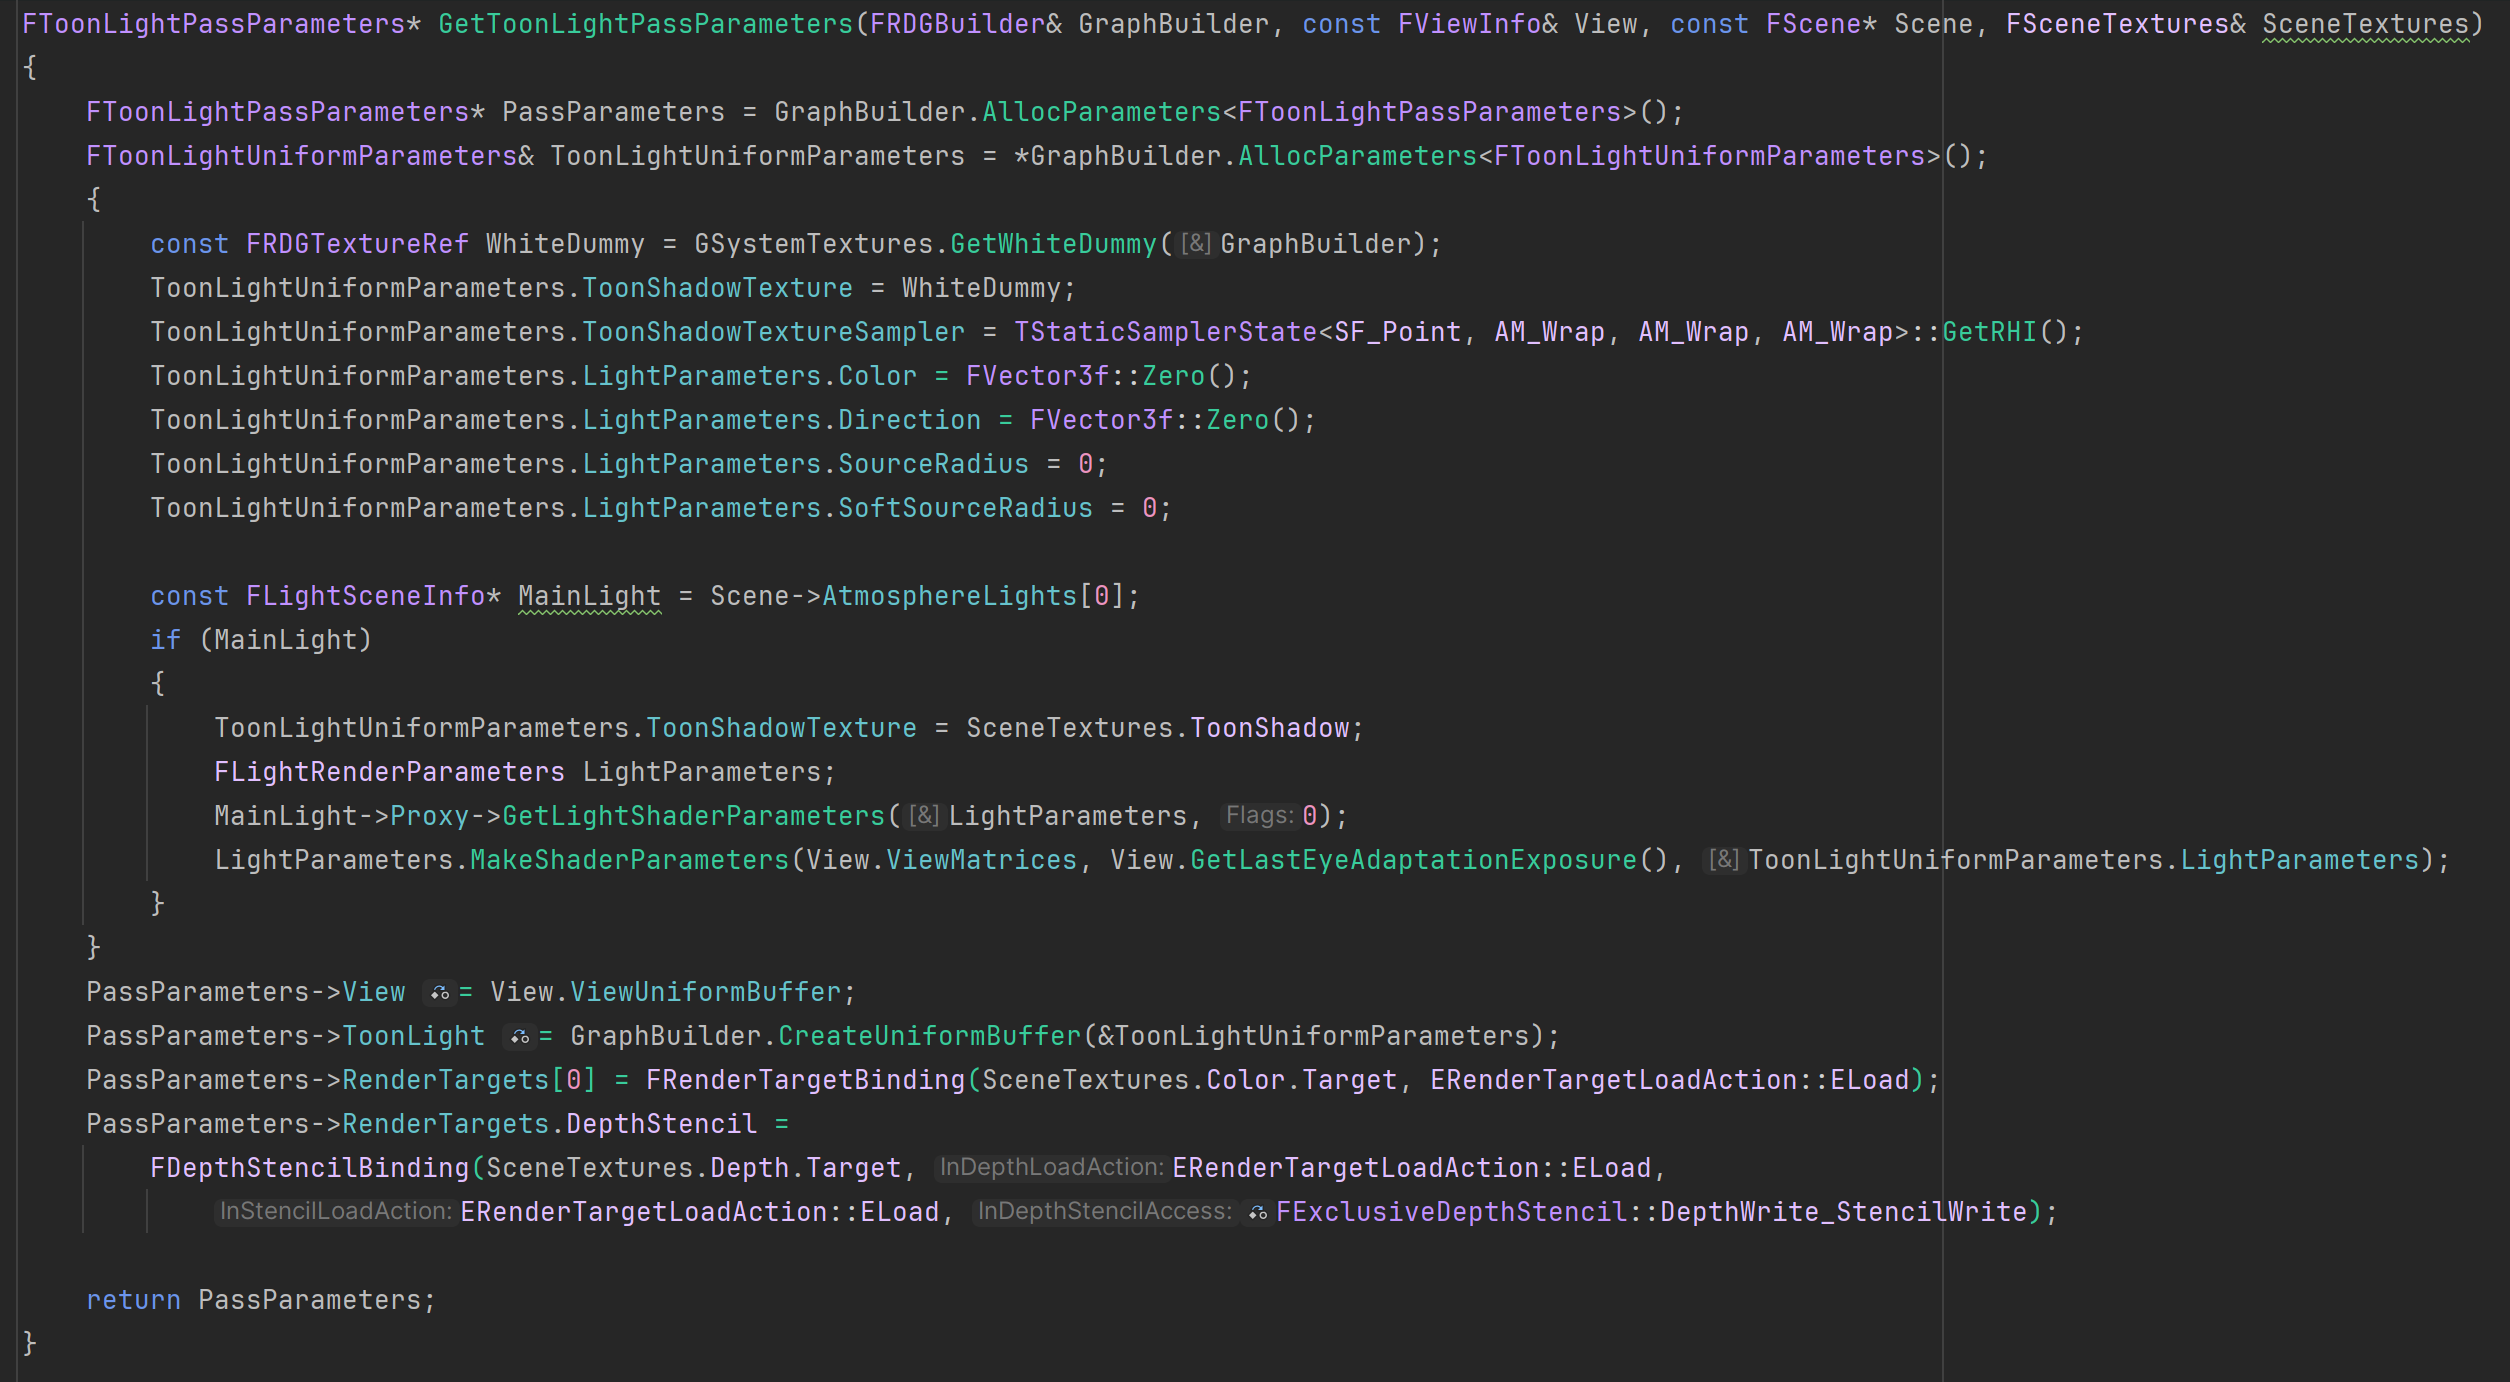 FToonLightPassParameters* GetToonLightPassParameters(FRDGBuilder& GraphBuilder, const FViewInfo& View, const FScene* Scene, FSceneTextures& SceneTextures)
{
    FToonLightPassParameters* PassParameters = GraphBuilder.AllocParameters<FToonLightPassParameters>();
    FToonLightUniformParameters& ToonLightUniformParameters = *GraphBuilder.AllocParameters<FToonLightUniformParameters>();
    {
        const FRDGTextureRef WhiteDummy = GSystemTextures.GetWhiteDummy([&]GraphBuilder);
        ToonLightUniformParameters.ToonShadowTexture = WhiteDummy;
        ToonLightUniformParameters.ToonShadowTextureSampler = TStaticSamplerState<SF_Point, AM_Wrap, AM_Wrap, AM_Wrap>::GetRHI();
        ToonLightUniformParameters.LightParameters.Color = FVector3f::Zero();
        ToonLightUniformParameters.LightParameters.Direction = FVector3f::Zero();
        ToonLightUniformParameters.LightParameters.SourceRadius = 0;
        ToonLightUniformParameters.LightParameters.SoftSourceRadius = 0;

        const FLightSceneInfo* MainLight = Scene->AtmosphereLights[0];
        if (MainLight)
        {
            ToonLightUniformParameters.ToonShadowTexture = SceneTextures.ToonShadow;
            FLightRenderParameters LightParameters;
            MainLight->Proxy->GetLightShaderParameters([&]LightParameters, Flags:0);
            LightParameters.MakeShaderParameters(View.ViewMatrices, View.GetLastEyeAdaptationExposure(), [&]ToonLightUniformParameters.LightParameters);
        }
    }
    PassParameters->View = View.ViewUniformBuffer;
    PassParameters->ToonLight = GraphBuilder.CreateUniformBuffer(&ToonLightUniformParameters);
    PassParameters->RenderTargets[0] = FRenderTargetBinding(SceneTextures.Color.Target, ERenderTargetLoadAction::ELoad);
    PassParameters->RenderTargets.DepthStencil =
        FDepthStencilBinding(SceneTextures.Depth.Target, InDepthLoadAction:ERenderTargetLoadAction::ELoad,
            InStencilLoadAction:ERenderTargetLoadAction::ELoad, InDepthStencilAccess:FExclusiveDepthStencil::DepthWrite_StencilWrite);

    return PassParameters;
}